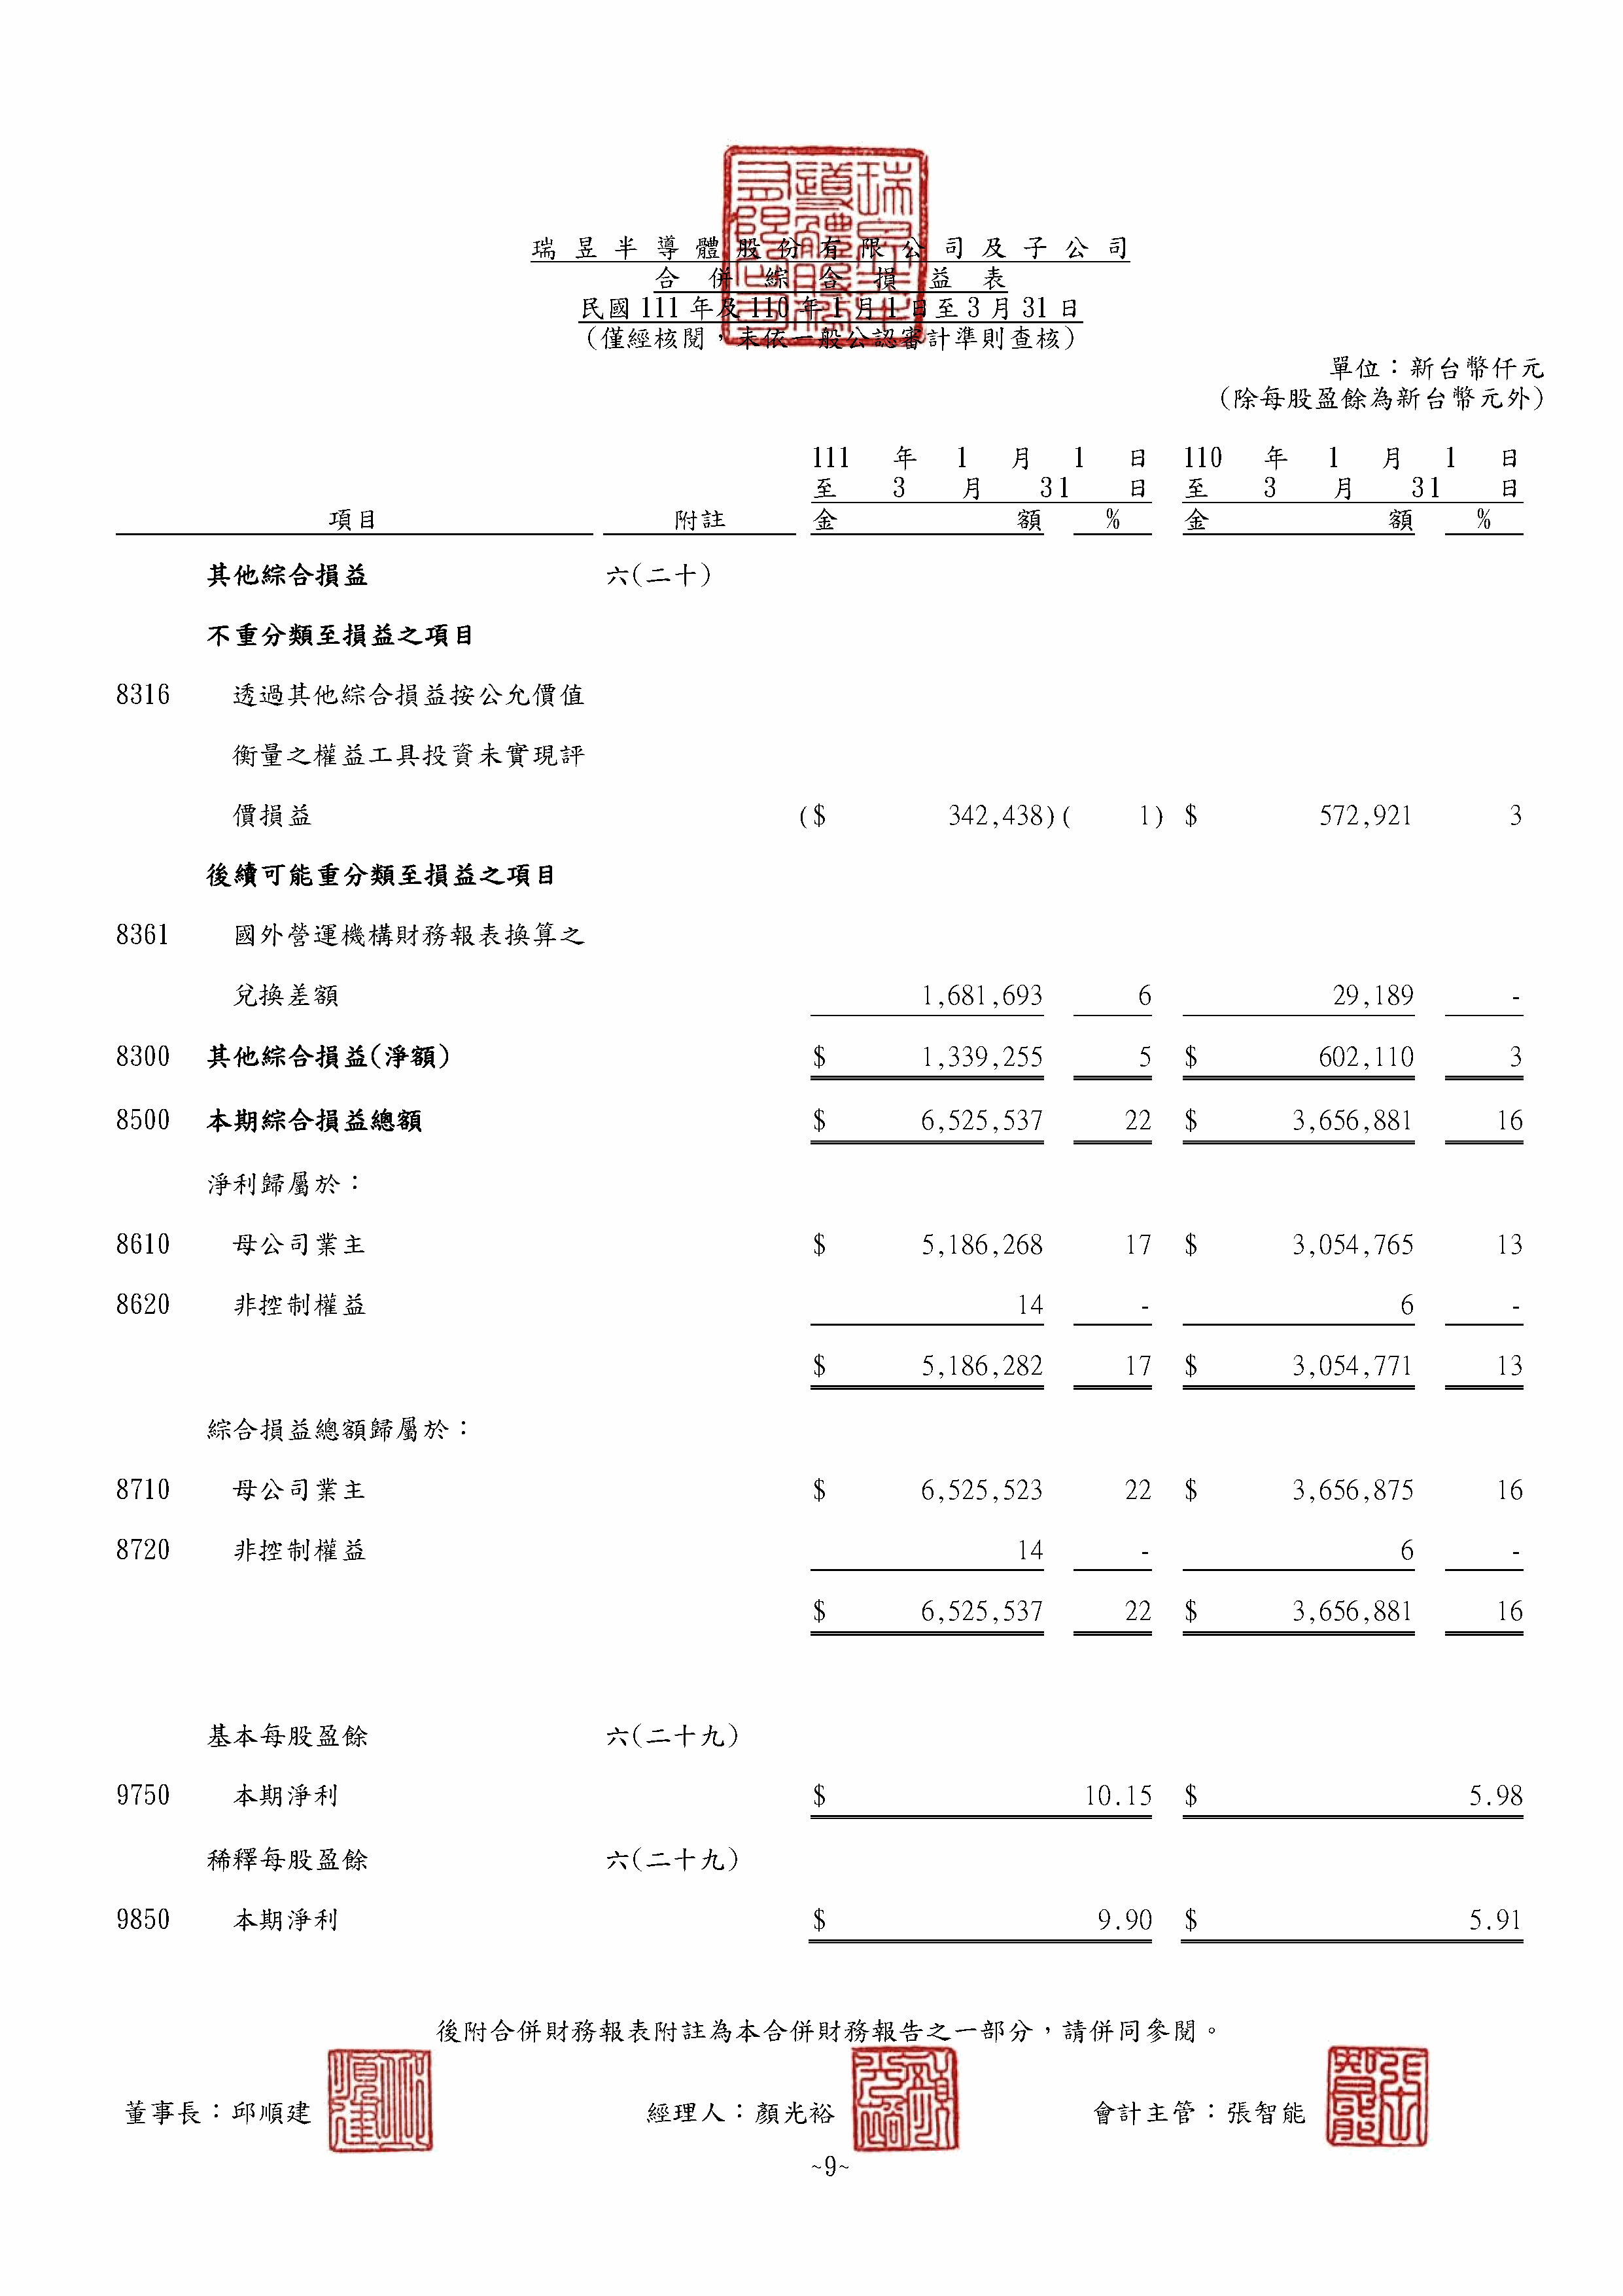 瑞昱半導體股份有限公司及子公司
合併綜合損益表
民國111年及110年1月1日至3月31日
(僅經核閱，未依一般公認審計準則查核)
單位：新台幣仟元
(除每股盈餘為新台幣元外)
111 年 1 月 1 日 110 年 1 月 1 日
至 3 月 31 日 至 3 月 31 日
項目 附註 金 額 % 金 額 %
其他綜合損益 六(二十)
不重分類至損益之項目
8316 透過其他綜合損益按公允價值
衡量之權益工具投資未實現評
價損益 ($ 342,438)( 1) $ 572,921 3
後續可能重分類至損益之項目
8361 國外營運機構財務報表換算之
兌換差額 1,681,693 6 29,189 -
8300 其他綜合損益(淨額) $ 1,339,255 5 $ 602,110 3
8500 本期綜合損益總額 $ 6,525,537 22 $ 3,656,881 16
淨利歸屬於：
8610 母公司業主 $ 5,186,268 17 $ 3,054,765 13
8620 非控制權益 14 - 6 -
$ 5,186,282 17 $ 3,054,771 13
綜合損益總額歸屬於：
8710 母公司業主 $ 6,525,523 22 $ 3,656,875 16
8720 非控制權益 14 - 6 -
$ 6,525,537 22 $ 3,656,881 16
基本每股盈餘 六(二十九)
9750 本期淨利 $ 10.15 $ 5.98
稀釋每股盈餘 六(二十九)
9850 本期淨利 $ 9.90 $ 5.91
後附合併財務報表附註為本合併財務報告之一部分，請併同參閱。
董事長：邱順建 經理人：顏光裕 會計主管：張智能
~9~